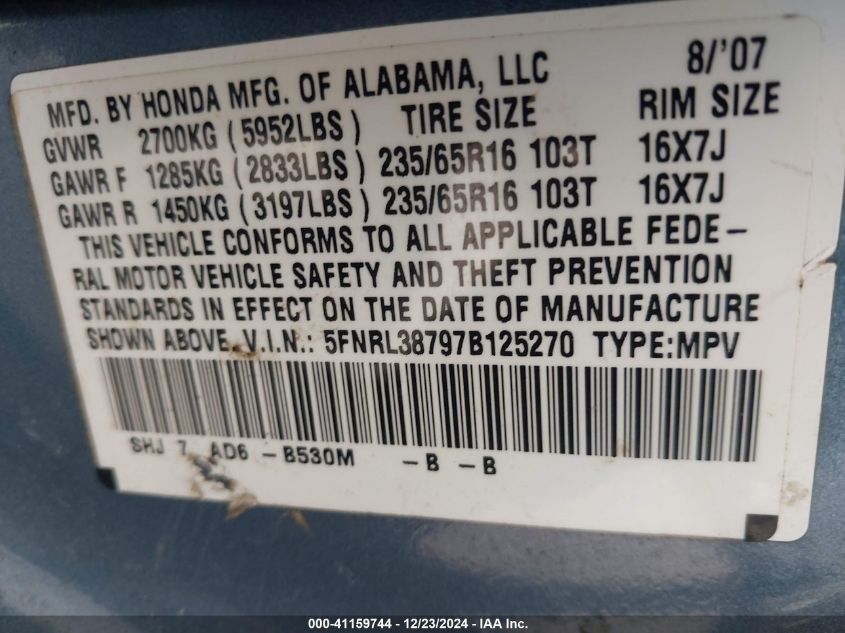 8/'07
MFD. BY HONDA MFG. OF ALABAMA, LLC
GVWR 2700KG (5952LBS) TIRE SIZE RIM SIZE
GAWR F 1285KG (2833LBS) 235/65R16 103T 16X7J
GAWR R 1450KG (3197LBS) 235/65R16 103T 16X7J
THIS VEHICLE CONFORMS TO ALL APPLICABLE FEDE-
RAL MOTOR VEHICLE SAFETY AND THEFT PREVENTION
STANDARDS IN EFFECT ON THE DATE OF MANUFACTURE
SHOWN ABOVE. V.I.N.: 5FNRL38797B125270 TYPE:MPV
SHJ 7 AD6 -B530M -B -B
000-41159744 - 12/23/2024 - IAA Inc.